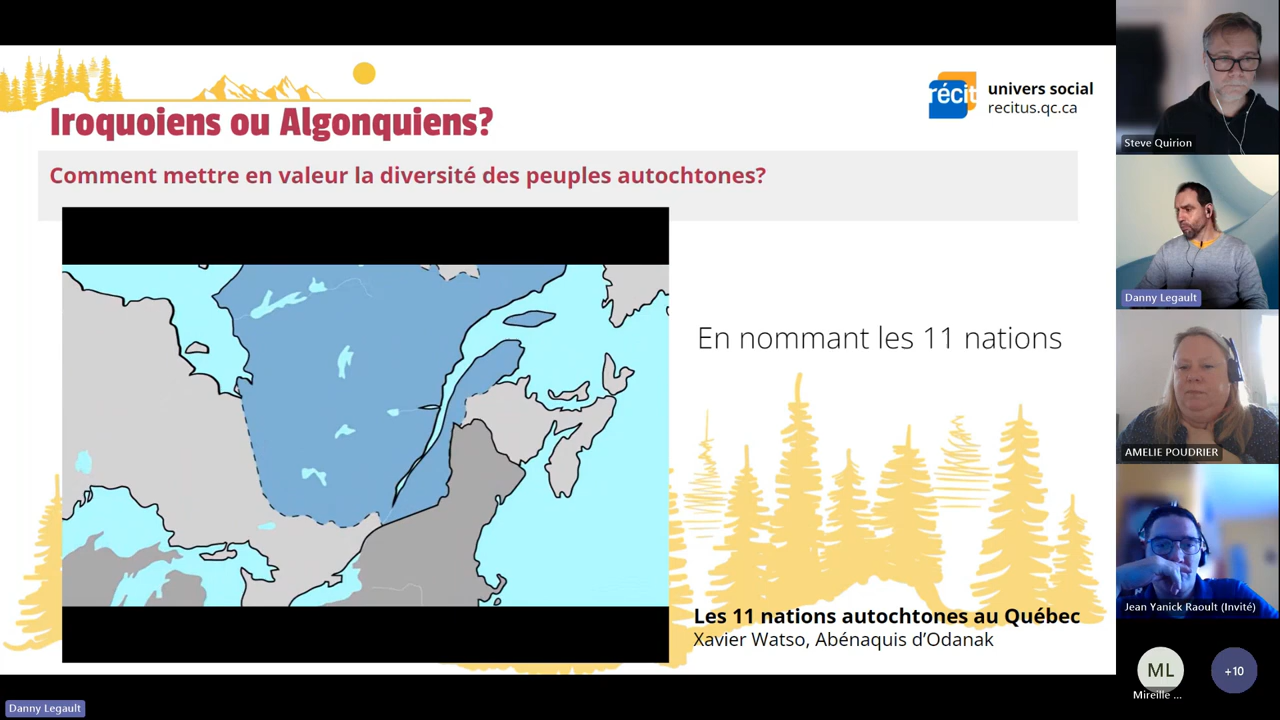 Iroquoiens ou Algonquiens?
récit
univers social
recitus.qc.ca
Comment mettre en valeur la diversité des peuples autochtones?
En nommant les 11 nations
Les 11 nations autochtones au Québec
Xavier Watso, Abénaquis d'Odanak
Steve Quirion
Danny Legault
AMELIE POUDRIER
Jean Yanick Raoult (Invité)
ML
Mireille ...
+10
Danny Legault